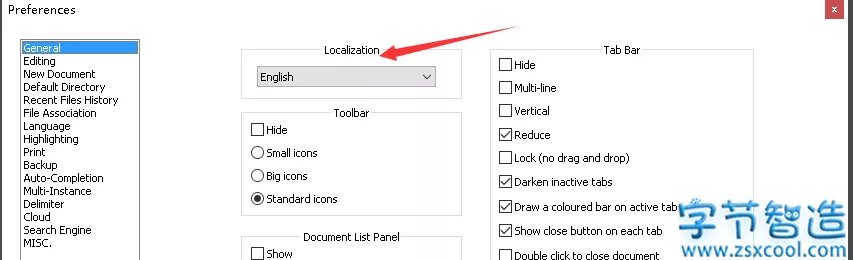 Preferences
x
General
Editing
New Document
Default Directory
Recent Files History
File Association
Language
Highlighting
Print
Backup
Auto-Completion
Multi-Instance
Delimiter
Cloud
Search Engine
MISC.
Localization
English
Toolbar
Hide
Small icons
Big icons
Standard icons
Document List Panel
Show
Tab Bar
Hide
Multi-line
Vertical
Reduce
Lock (no drag and drop)
Darken inactive tabs
Draw a coloured bar on active tab
Show close button on each tab
Double click to close document
字节智造
www.zsxcool.com